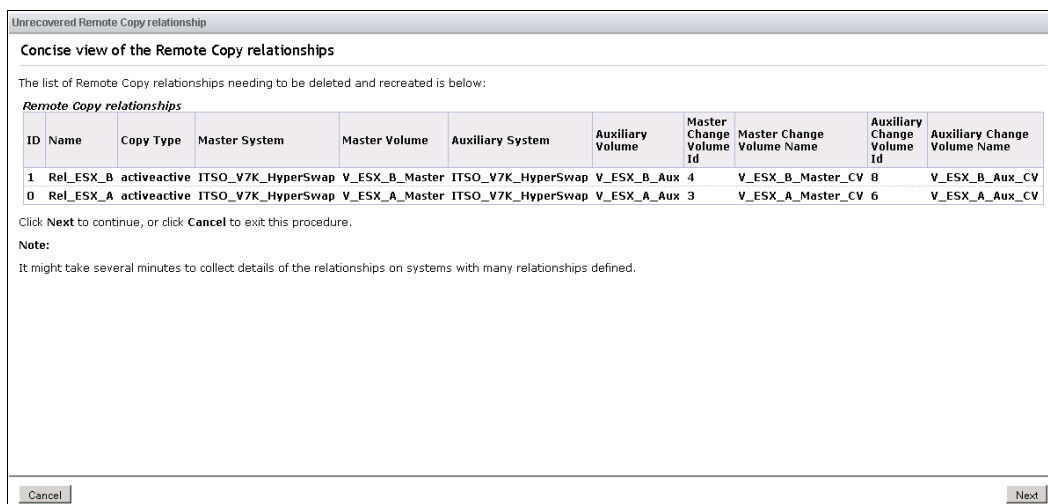 Unrecovered Remote Copy relationship
Concise view of the Remote Copy relationships
The list of Remote Copy relationships needing to be deleted and recreated is below:
Remote Copy relationships
ID Name Copy Type Master System Master Volume Auxiliary System Auxiliary Volume Master Change Volume Id Master Change Volume Name Auxiliary Change Volume Id Auxiliary Change Volume Name
1 Rel_ESX_B activeactive ITSO_V7K_HyperSwap V_ESX_B_Master ITSO_V7K_HyperSwap V_ESX_B_Aux 4 V_ESX_B_Master_CV 8 V_ESX_B_Aux_CV
0 Rel_ESX_A activeactive ITSO_V7K_HyperSwap V_ESX_A_Master ITSO_V7K_HyperSwap V_ESX_A_Aux 3 V_ESX_A_Master_CV 6 V_ESX_A_Aux_CV
Click Next to continue, or click Cancel to exit this procedure.
Note:
It might take several minutes to collect details of the relationships on systems with many relationships defined.
Cancel Next